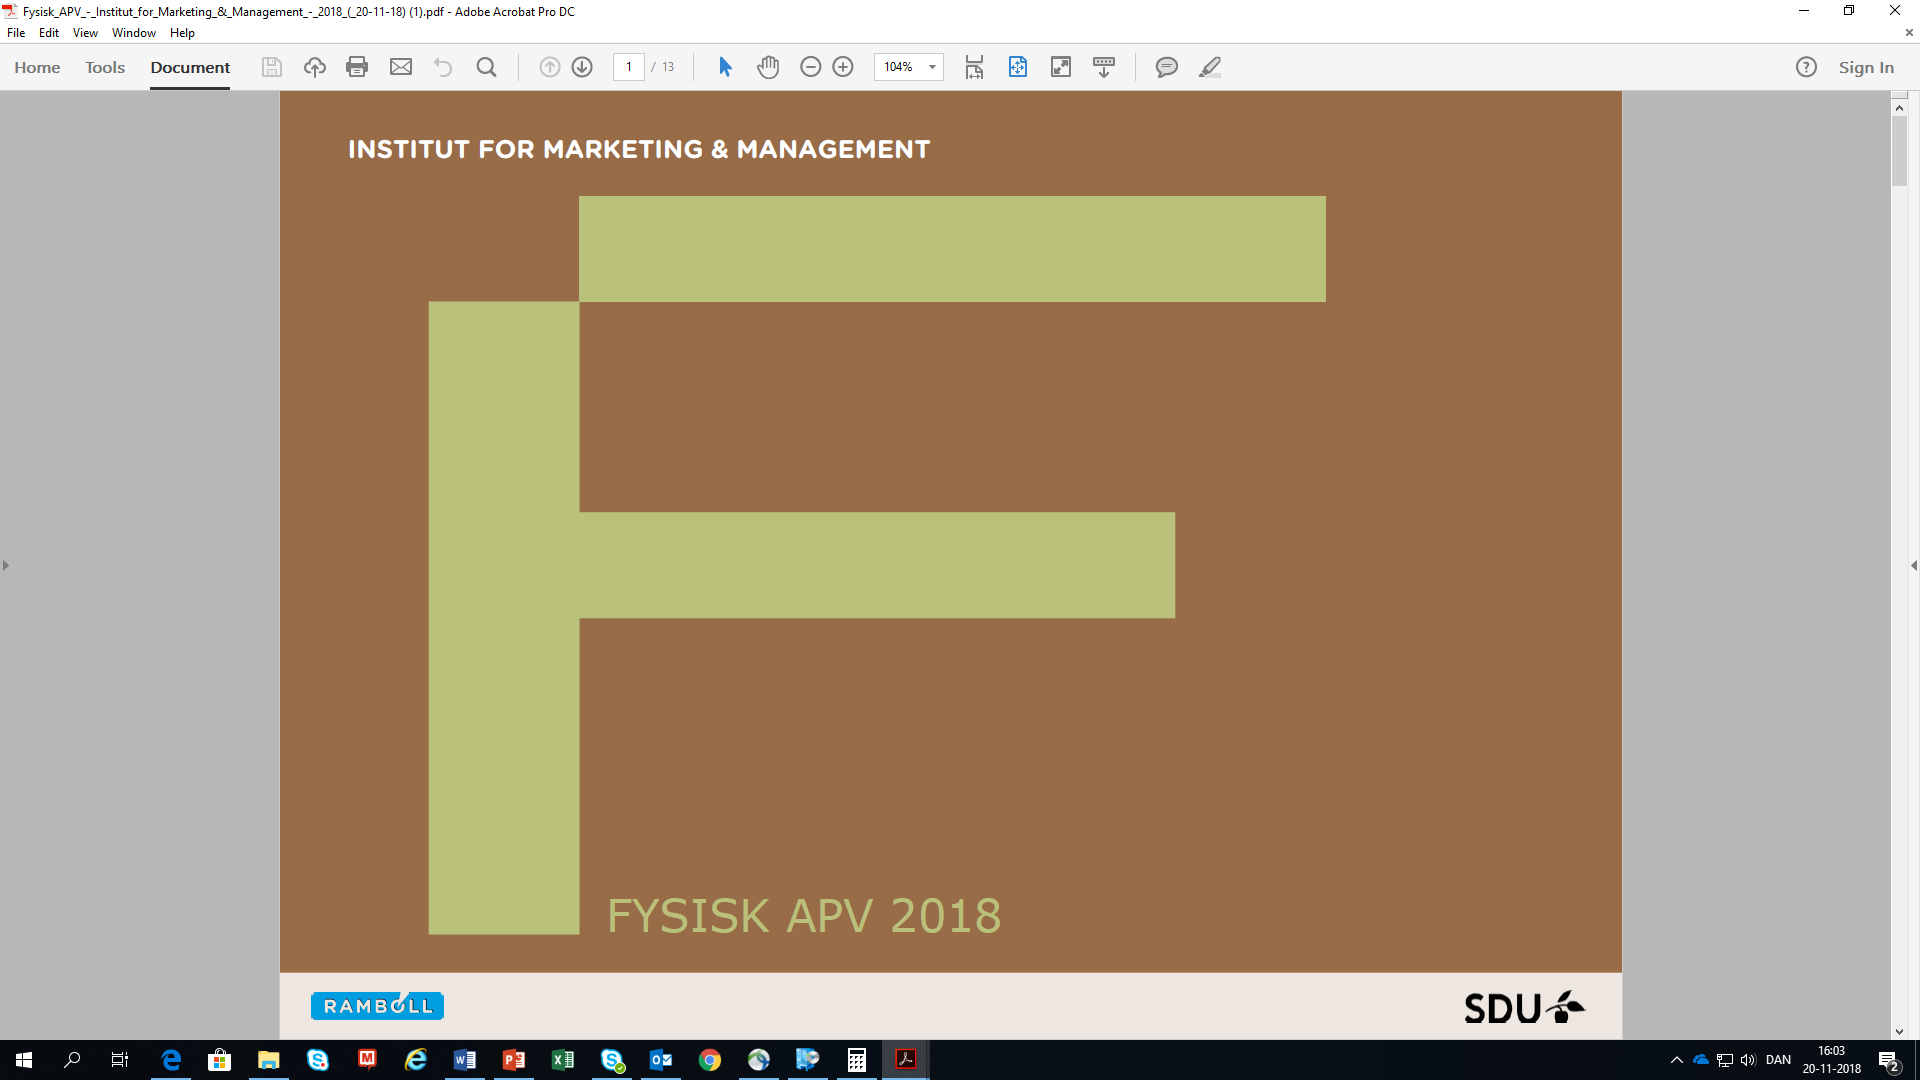 Fysisk_APV_-_Institut_for_Marketing_&_Management_-_2018_(_20-11-18) (1).pdf - Adobe Acrobat Pro DC
File Edit View Window Help
Home Tools Document 1 / 13 104% Sign In
INSTITUT FOR MARKETING & MANAGEMENT
FYSISK APV 2018
RAMBOLL
SDU
DAN
16:03
20-11-2018
2